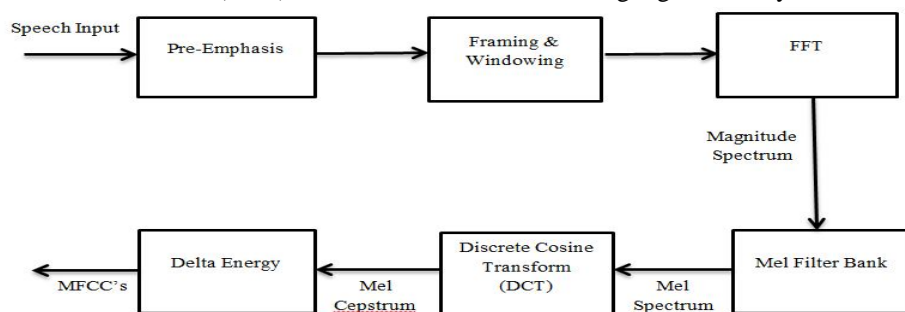 Speech Input
Pre-Emphasis
Framing &
Windowing
FFT
Magnitude
Spectrum
Mel Filter Bank
Mel
Spectrum
Discrete Cosine
Transform
(DCT)
Mel
Cepstrum
Delta Energy
MFCC's